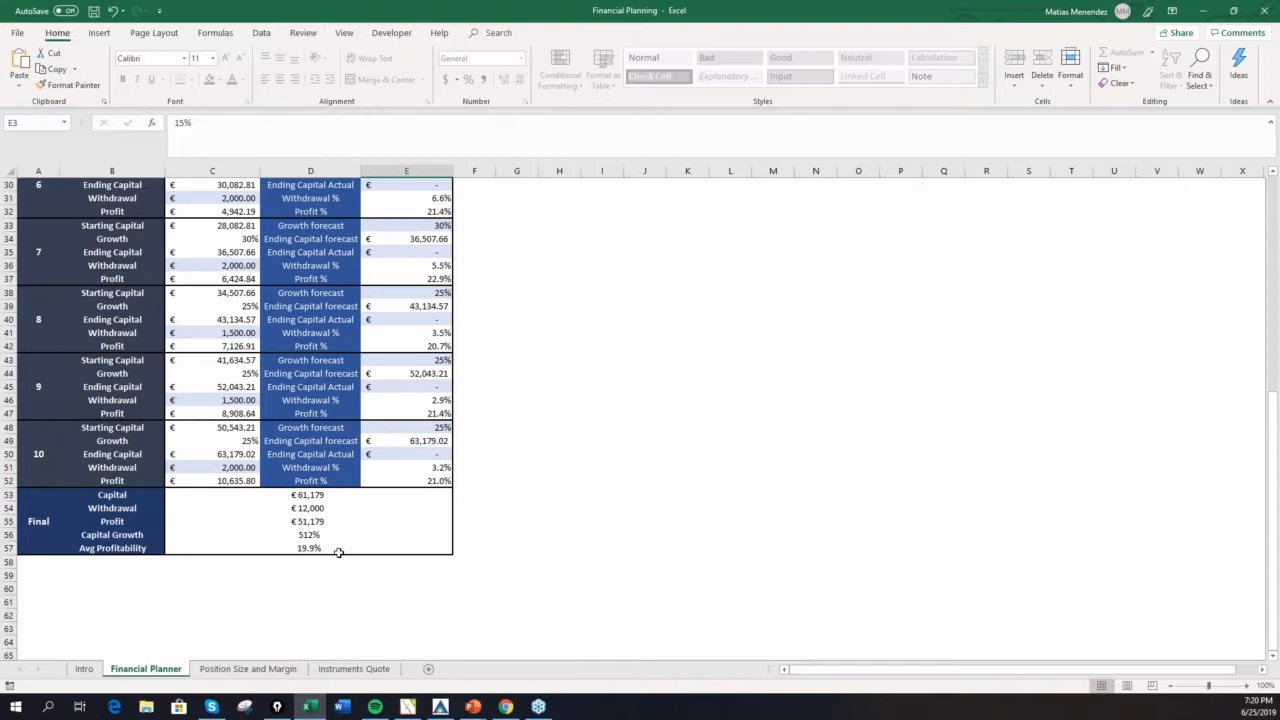 AutoSave Off Financial Planning - Excel Matias Menendez MM
File Home Insert Page Layout Formulas Data Review View Developer Help Search Share Comments
Paste Cut Copy Format Painter Clipboard
Calibri 11 B I U Font
Wrap Text Merge & Center Alignment
General $ % Number
Conditional Formatting Format as Table
Normal Bad Good Neutral Calculation
Check Cell Explanatory ... Input Linked Cell Note
Styles
Insert Delete Format Cells
AutoSum Fill Clear Sort & Filter Find & Select Editing
Ideas Ideas
E3 fx 15%
A B C D E F G H I J K L M N O P Q R S T U V W X
30 6 Ending Capital € 30,082.81 Ending Capital Actual € -
31 Withdrawal € 2,000.00 Withdrawal % 6.6%
32 Profit € 4,942.19 Profit % 21.4%
33 Starting Capital € 28,082.81 Growth forecast 30%
34 Growth 30% Ending Capital forecast € 36,507.66
35 7 Ending Capital € 36,507.66 Ending Capital Actual € -
36 Withdrawal € 2,000.00 Withdrawal % 5.5%
37 Profit € 6,424.84 Profit % 22.9%
38 Starting Capital € 34,507.66 Growth forecast 25%
39 Growth 25% Ending Capital forecast € 43,134.57
40 8 Ending Capital € 43,134.57 Ending Capital Actual € -
41 Withdrawal € 1,500.00 Withdrawal % 3.5%
42 Profit € 7,126.91 Profit % 20.7%
43 Starting Capital € 41,634.57 Growth forecast 25%
44 Growth 25% Ending Capital forecast € 52,043.21
45 9 Ending Capital € 52,043.21 Ending Capital Actual € -
46 Withdrawal € 1,500.00 Withdrawal % 2.9%
47 Profit € 8,908.64 Profit % 21.4%
48 Starting Capital € 50,543.21 Growth forecast 25%
49 Growth 25% Ending Capital forecast € 63,179.02
50 10 Ending Capital € 63,179.02 Ending Capital Actual € -
51 Withdrawal € 2,000.00 Withdrawal % 3.2%
52 Profit € 10,635.80 Profit % 21.0%
53 Capital € 61,179
54 Withdrawal € 12,000
55 Final Profit € 51,179
56 Capital Growth 512%
57 Avg Profitability 19.9%
58
59
60
61
62
63
64
65
Intro Financial Planner Position Size and Margin Instruments Quote
100%
7:20 PM
6/25/2019